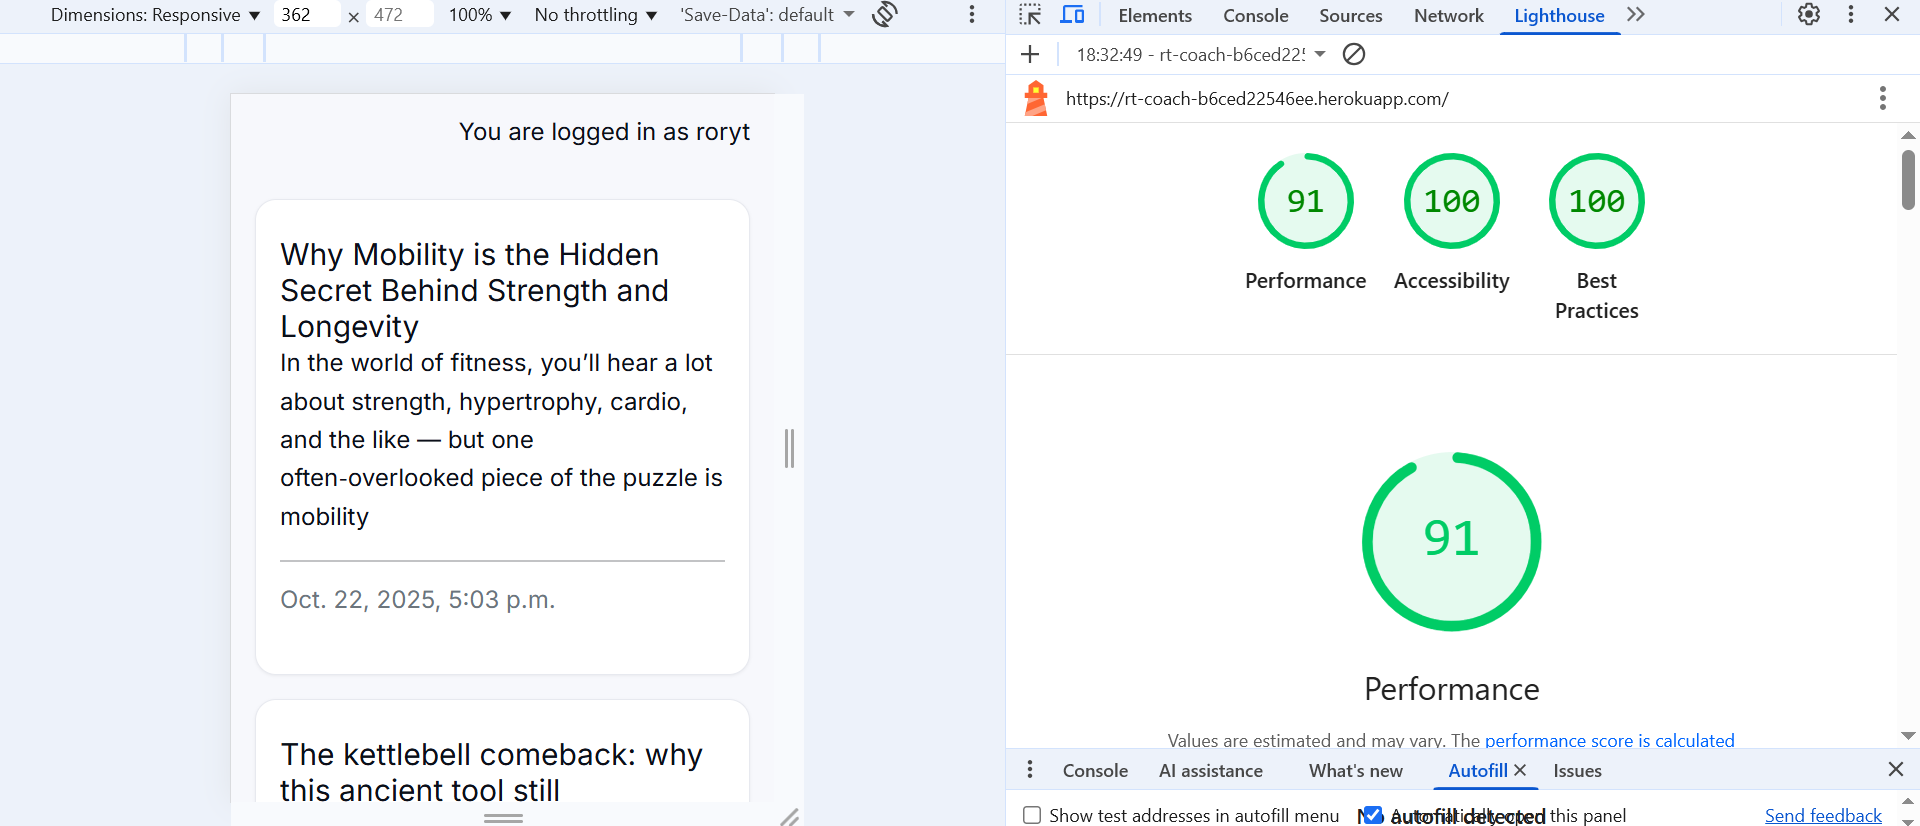 Dimensions: Responsive 362 × 472 100% No throttling 'Save-Data': default
You are logged in as roryt
Why Mobility is the Hidden
Secret Behind Strength and
Longevity
In the world of fitness, you’ll hear a lot
about strength, hypertrophy, cardio,
and the like — but one
often-overlooked piece of the puzzle is
mobility
Oct. 22, 2025, 5:03 p.m.
The kettlebell comeback: why
this ancient tool still
Elements Console Sources Network Lighthouse
18:32:49 - rt-coach-b6ced22
https://rt-coach-b6ced22546ee.herokuapp.com/
91 100 100
Performance Accessibility Best
Practices
91
Performance
Values are estimated and may vary. The performance score is calculated
Console AI assistance What's new Autofill Issues
Show test addresses in autofill menu autofill detected this panel Send feedback